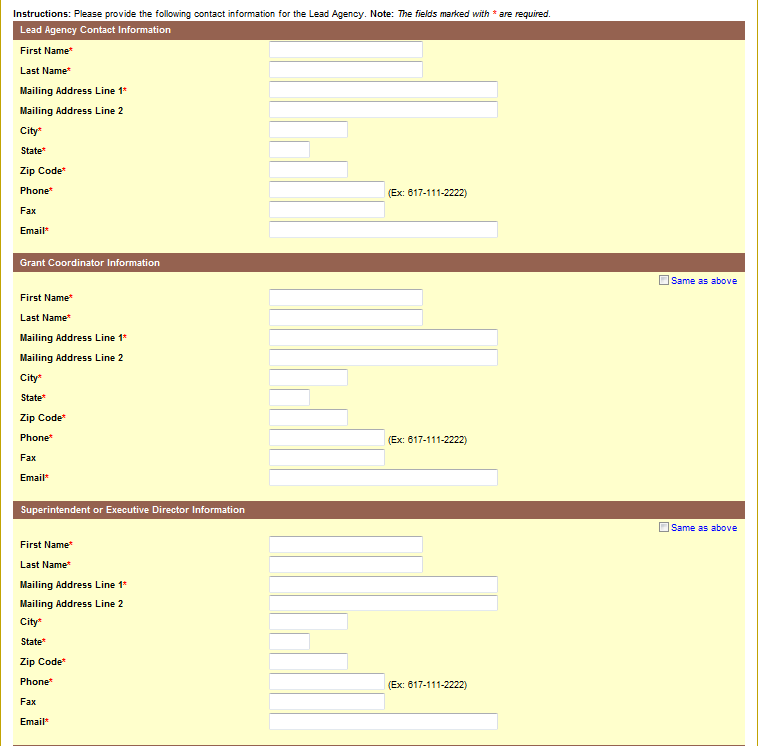 Instructions: Please provide the following contact information for the Lead Agency. Note: The fields marked with * are required.
Lead Agency Contact Information
First Name*
Last Name*
Mailing Address Line 1*
Mailing Address Line 2
City*
State*
Zip Code*
Phone* (Ex: 617-111-2222)
Fax
Email*
Grant Coordinator Information
Same as above
First Name*
Last Name*
Mailing Address Line 1*
Mailing Address Line 2
City*
State*
Zip Code*
Phone* (Ex: 617-111-2222)
Fax
Email*
Superintendent or Executive Director Information
Same as above
First Name*
Last Name*
Mailing Address Line 1*
Mailing Address Line 2
City*
State*
Zip Code*
Phone* (Ex: 617-111-2222)
Fax
Email*